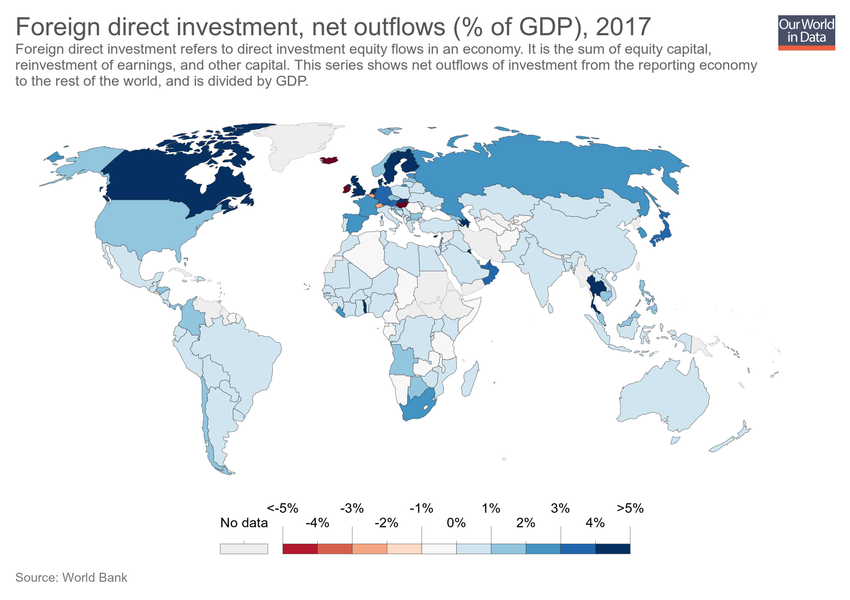 Foreign direct investment, net outflows (% of GDP), 2017
Our World
in Data
Foreign direct investment refers to direct investment equity flows in an economy. It is the sum of equity capital,
reinvestment of earnings, and other capital. This series shows net outflows of investment from the reporting economy
to the rest of the world, and is divided by GDP.
<-5% -3% -1% 1% 3% >5%
No data -4% -2% 0% 2% 4%
Source: World Bank